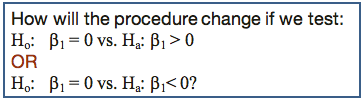 How will the procedure change if we test:
Hₒ: β₁ = 0 vs. Hₐ: β₁ > 0
OR
Hₒ: β₁ = 0 vs. Hₐ: β₁< 0?